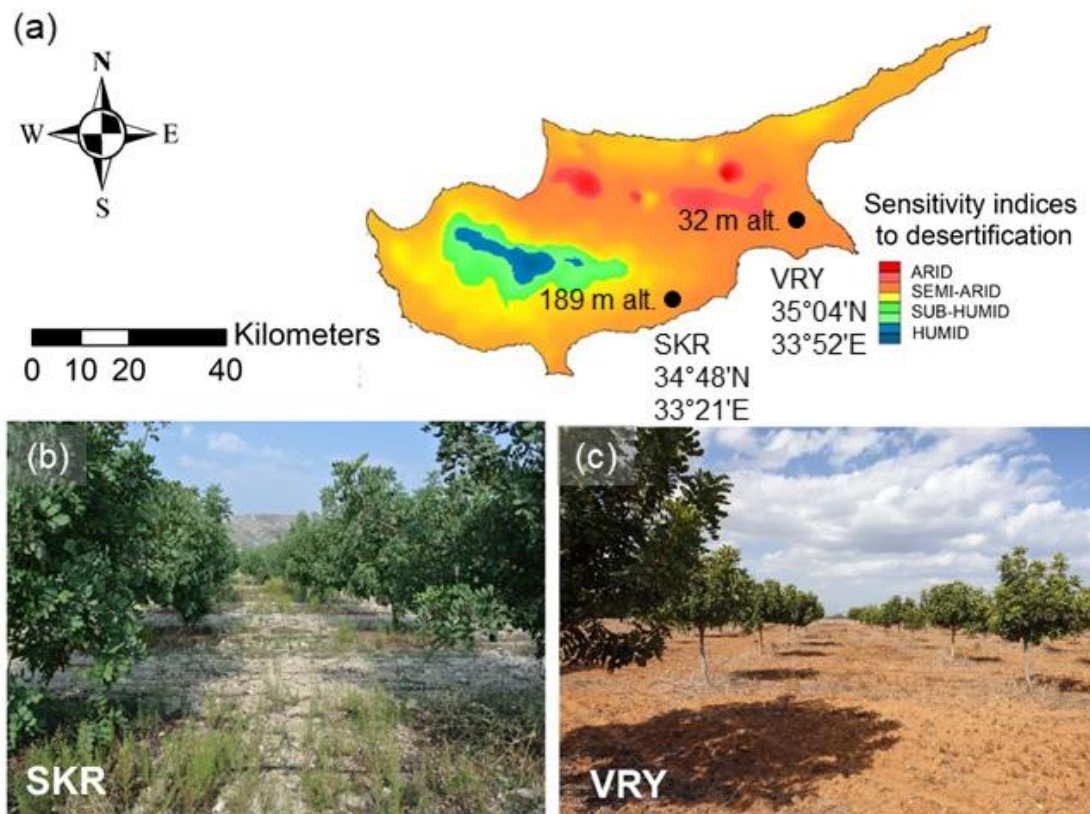 (a)
N
W
E
S
Kilometers
0 10 20 40
32 m alt.
189 m alt.
VRY
35°04'N
33°52'E
SKR
34°48'N
33°21'E
Sensitivity indices
to desertification
ARID
SEMI-ARID
SUB-HUMID
HUMID
(b)
SKR
(c)
VRY